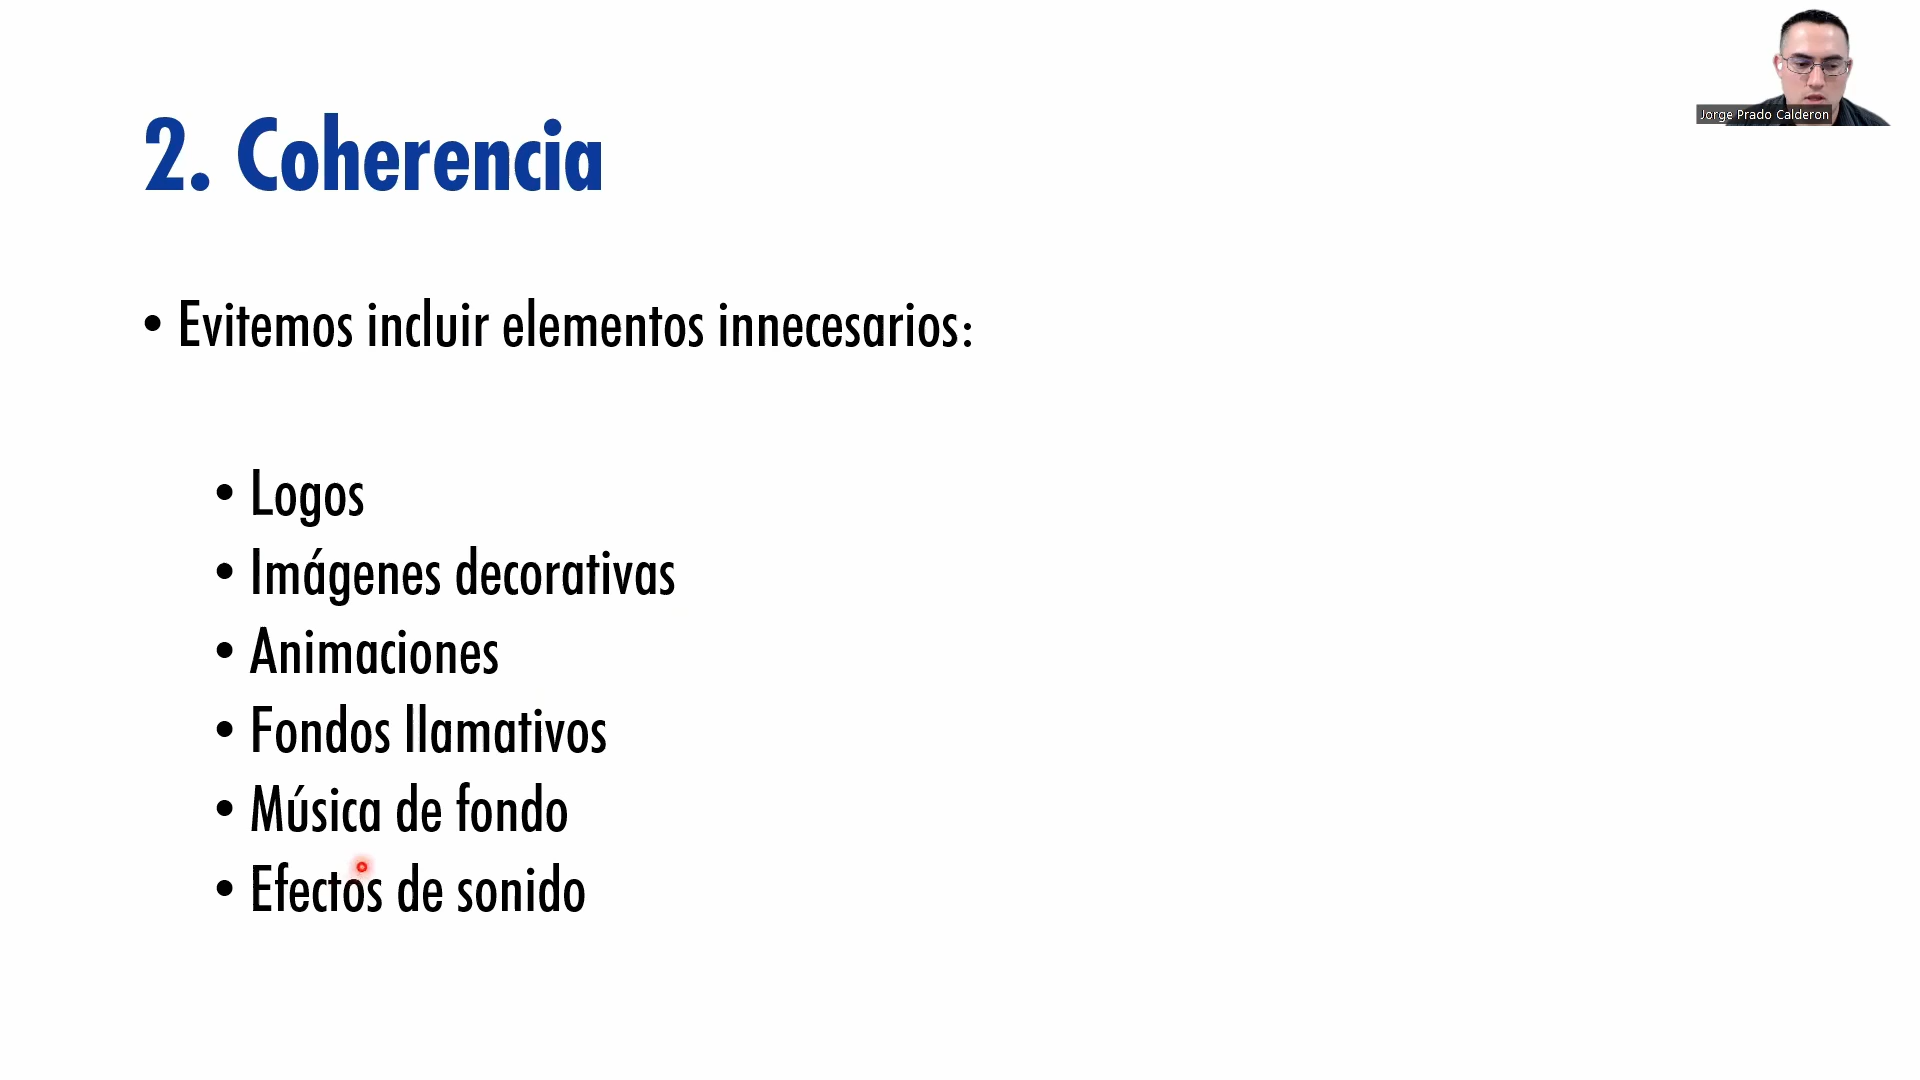 Jorge Prado Calderon
2. Coherencia
• Evitemos incluir elementos innecesarios:
• Logos
• Imágenes decorativas
• Animaciones
• Fondos llamativos
• Música de fondo
• Efectos de sonido